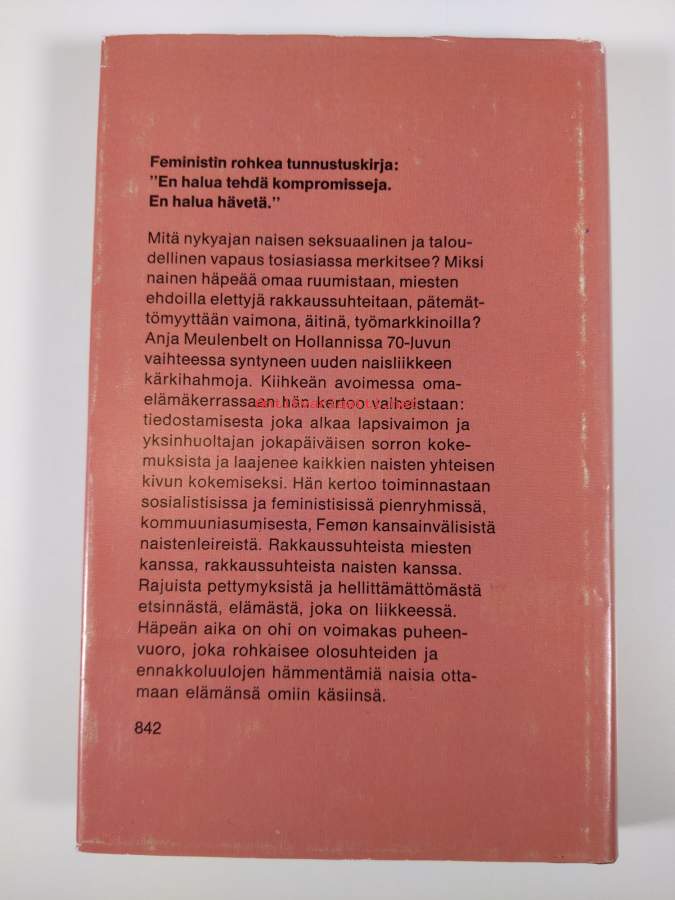 Feministin rohkea tunnustuskirja:
"En halua tehdä kompromisseja.
En halua hävetä."
Mitä nykyajan naisen seksuaalinen ja talou-
dellinen vapaus tosiasiassa merkitsee? Miksi
nainen häpeää omaa ruumistaan, miesten
ehdoilla elettyjä rakkaussuhteitaan, pätemät-
tömyyttään vaimona, äitinä, työmarkkinoilla?
Anja Meulenbelt on Hollannissa 70-luvun
vaihteessa syntyneen uuden naisliikkeen
kärkihahmoja. Kiihkeän avoimessa oma-
elämäkerrassaan hän kertoo vaiheistaan:
tiedostamisesta joka alkaa lapsivaimon ja
yksinhuoltajan jokapäiväisen sorron koke-
muksista ja laajenee kaikkien naisten yhteisen
kivun kokemiseksi. Hän kertoo toiminnastaan
sosialistisissa ja feministisissä pienryhmissä,
kommuuniasumisesta, Femøn kansainvälisistä
naistenleireistä. Rakkaussuhteista miesten
kanssa, rakkaussuhteista naisten kanssa.
Rajuista pettymyksistä ja hellittämättömästä
etsinnästä, elämästä, joka on liikkeessä.
Häpeän aika on ohi on voimakas puheen-
vuoro, joka rohkaisee olosuhteiden ja
ennakkoluulojen hämmentämiä naisia otta-
maan elämänsä omiin käsiinsä.
842